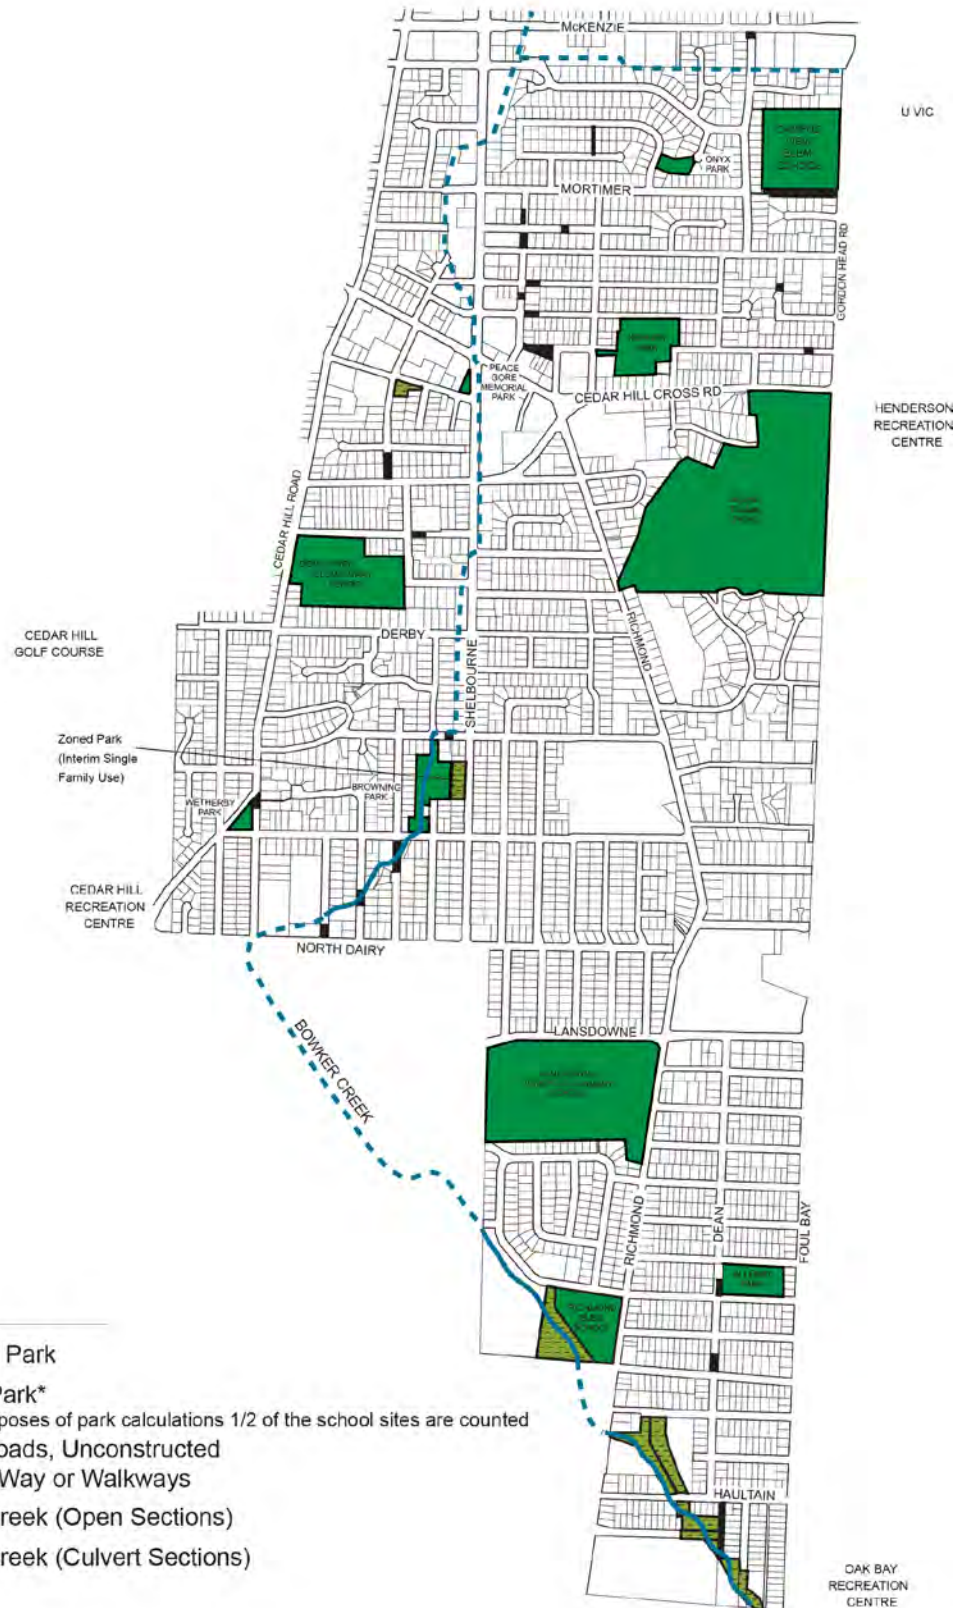 McKENZIE
U VIC
ONYX
PARK
MORTIMER
GORDON HEAD RD
PEACE
GORE
MEMORIAL
PARK
CEDAR HILL CROSS RD
HENDERSON
RECREATION
CENTRE
CEDAR HILL ROAD
CEDAR HILL
GOLF COURSE
DERBY
SHELBOURNE
RICHMOND
Zoned Park
(Interim Single
Family Use)
BROWNING
PARK
WETHERBY
PARK
CEDAR HILL
RECREATION
CENTRE
NORTH DAIRY
LANSDOWNE
BOWKER CREEK
RICHMOND
DEAN
FOUL BAY
HAULTAIN
OAK BAY
RECREATION
CENTRE
Park
Park*
poses of park calculations 1/2 of the school sites are counted
oads, Unconstructed
Way or Walkways
reek (Open Sections)
reek (Culvert Sections)